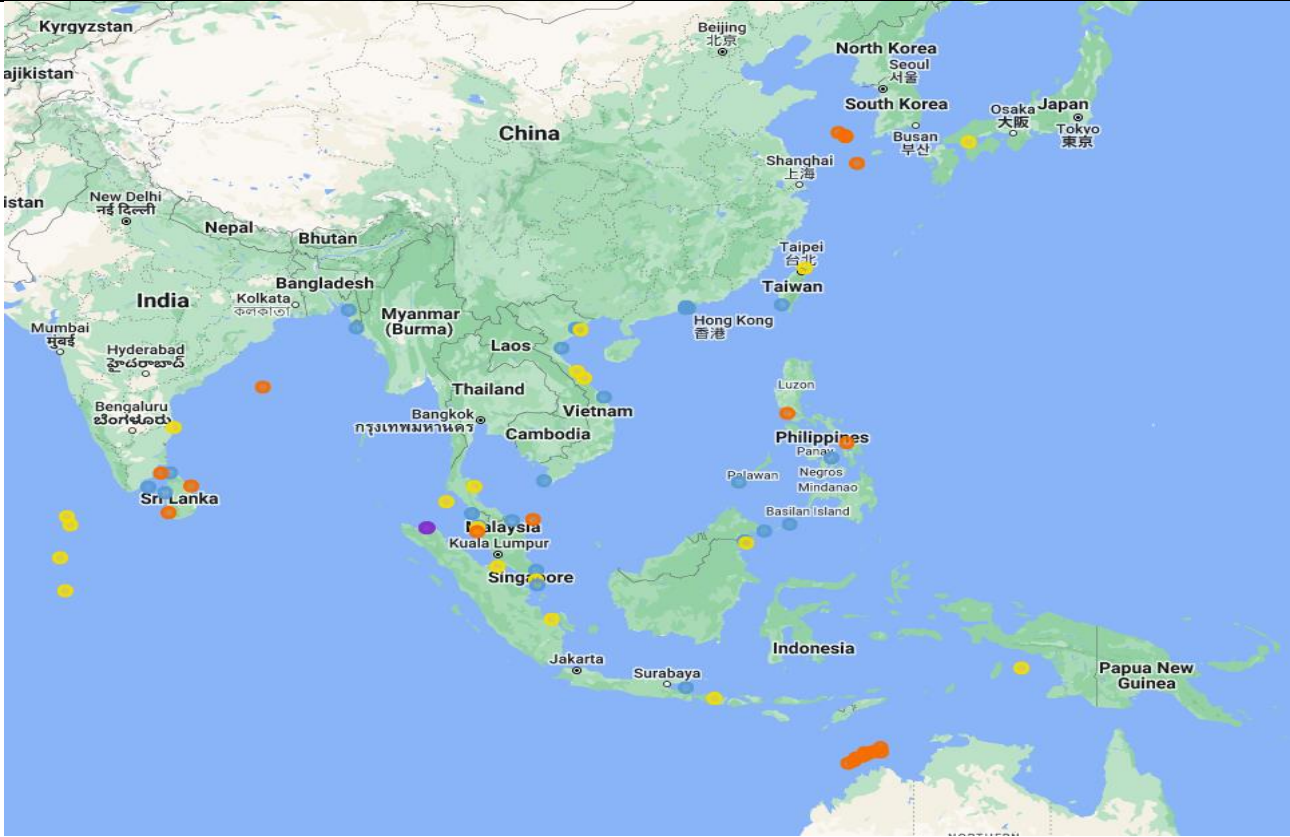 Kyrgyzstan
ajikistan
Beijing
北京
North Korea
Seoul
서울
South Korea
Osaka
大阪
Japan
Busan
부산
Tokyo
東京
China
Shanghai
上海
istan
New Delhi
नई दिल्ली
Nepal
Bhutan
Taipei
台北
Bangladesh
Taiwan
India
Kolkata
কলকাতা
Myanmar
(Burma)
Hong Kong
香港
Mumbai
मुंबई
Laos
Hyderabad
హైదరాబాద్
Luzon
Thailand
Bengaluru
ಬೆಂಗಳೂರು
Bangkok
กรุงเทพมหานคร
Vietnam
Cambodia
Philippines
Panay
Palawan
Negros
Mindanao
Sri Lanka
Basilan Island
Malaysia
Kuala Lumpur
Singapore
Indonesia
Jakarta
Surabaya
Papua New
Guinea